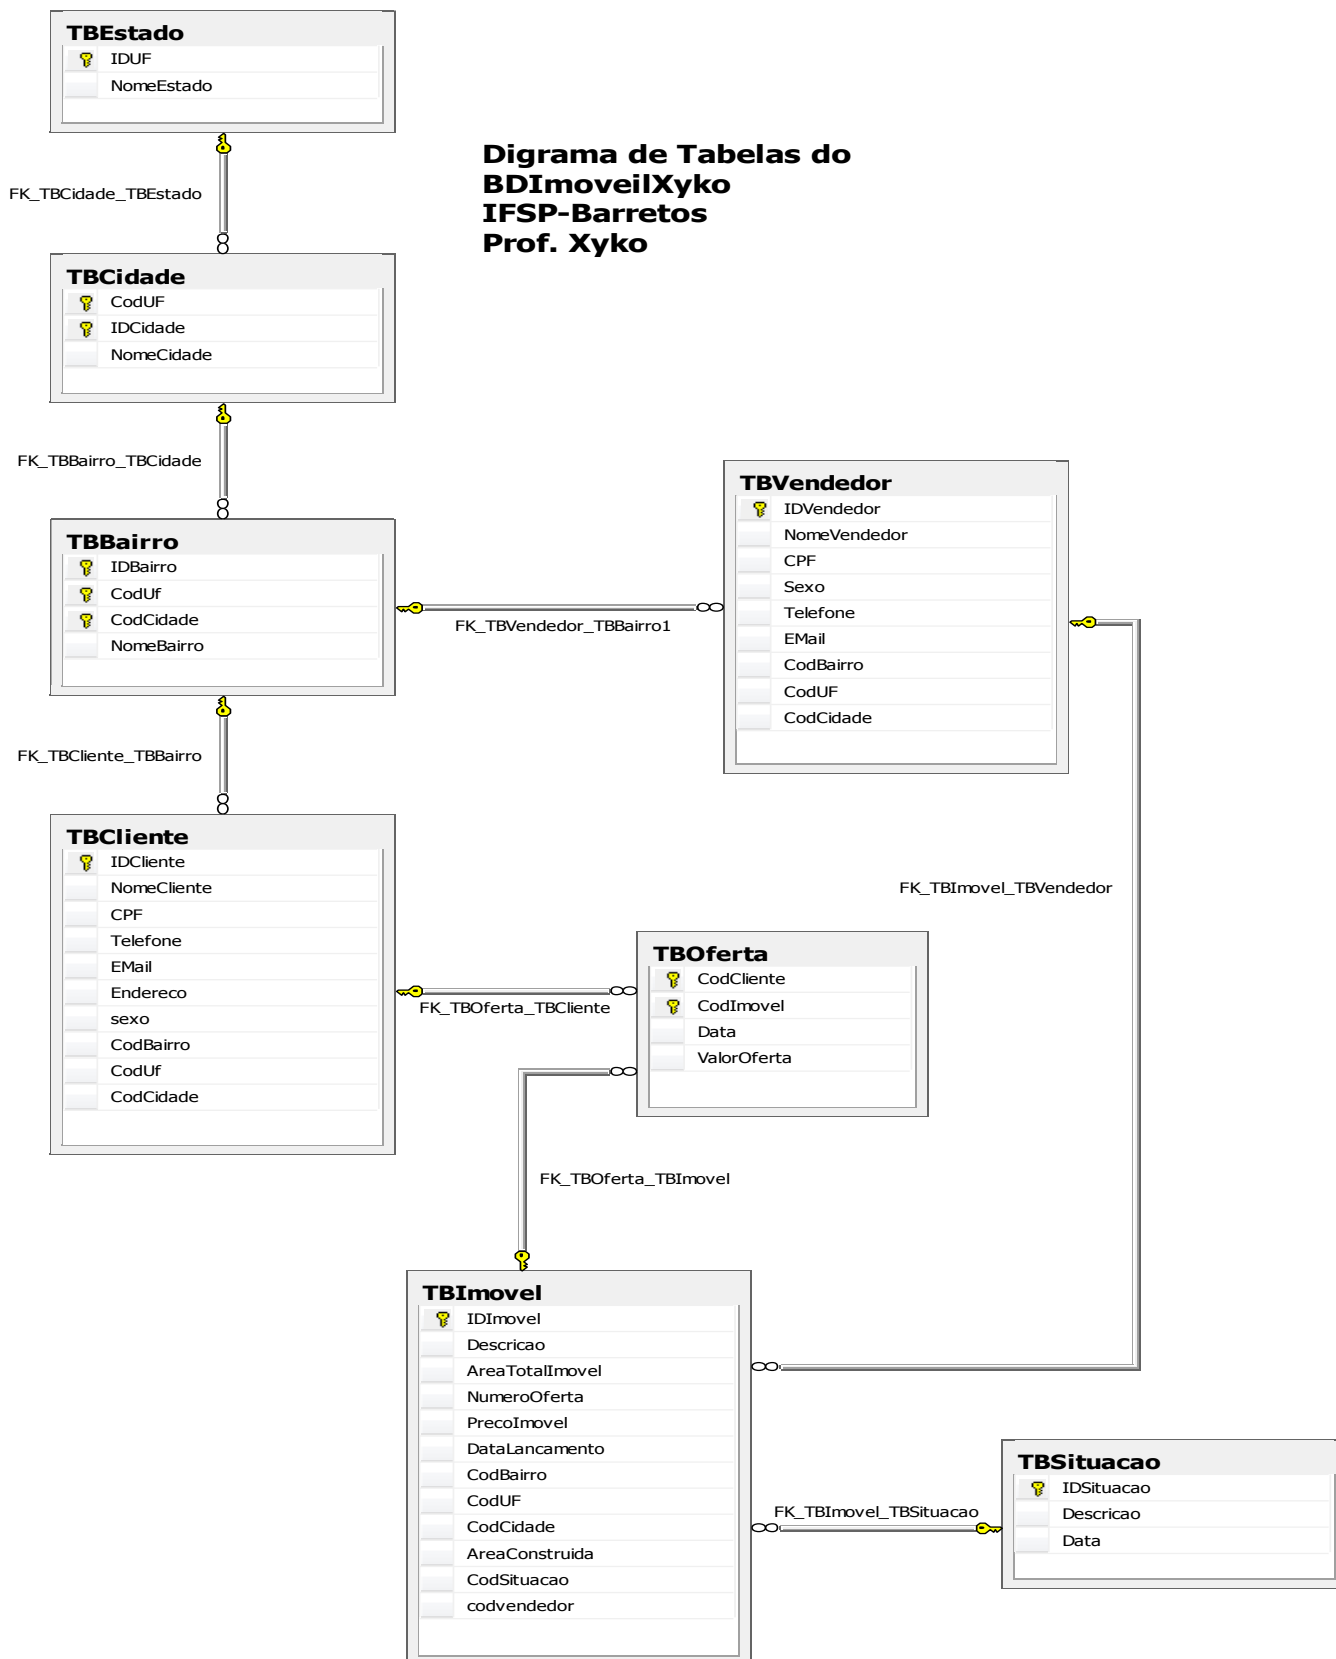 TBEstado
IDUF
NomeEstado
Digrama de Tabelas do
BDImoveilXyko
IFSP-Barretos
Prof. Xyko
FK_TBCidade_TBEstado
TBCidade
CodUF
IDCidade
NomeCidade
FK_TBBairro_TBCidade
TBBairro
IDBairro
CodUf
CodCidade
NomeBairro
FK_TBVendedor_TBBairro1
TBVendedor
IDVendedor
NomeVendedor
CPF
Sexo
Telefone
EMail
CodBairro
CodUF
CodCidade
FK_TBCliente_TBBairro
TBCliente
IDCliente
NomeCliente
CPF
Telefone
EMail
Endereco
sexo
CodBairro
CodUf
CodCidade
FK_TBImovel_TBVendedor
FK_TBOferta_TBCliente
TBOferta
CodCliente
CodImovel
Data
ValorOferta
FK_TBOferta_TBImovel
TBImovel
IDImovel
Descricao
AreaTotalImovel
NumeroOferta
PrecoImovel
DataLancamento
CodBairro
CodUF
CodCidade
AreaConstruida
CodSituacao
codvendedor
FK_TBImovel_TBSituacao
TBSituacao
IDSituacao
Descricao
Data